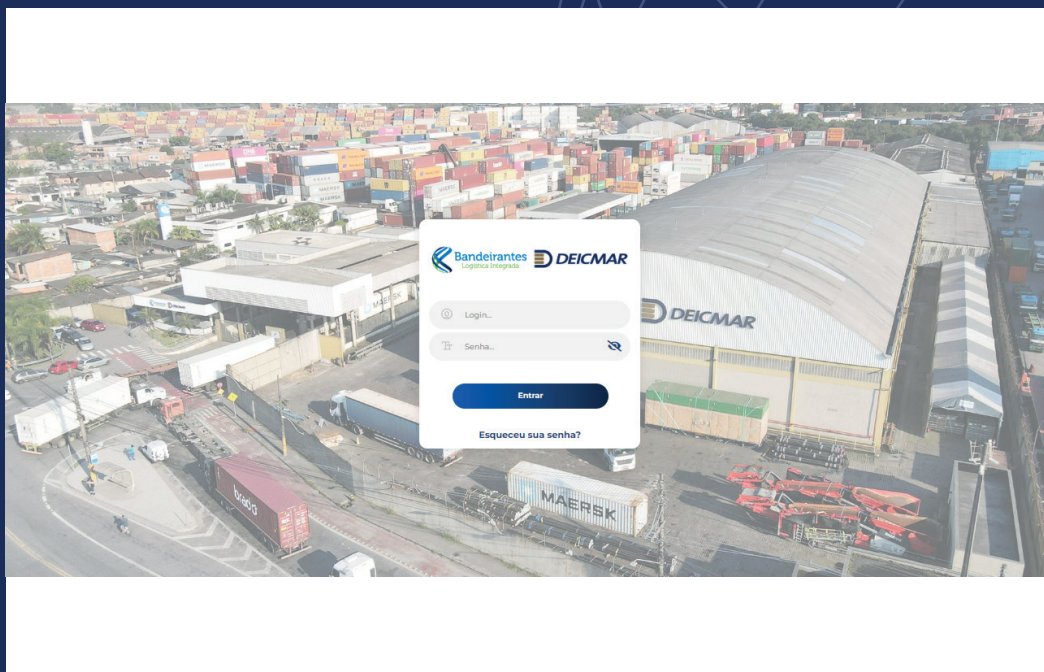 Bandeirantes DEICMAR
Logística Integrada
Login...
Senha...
Entrar
Esqueceu sua senha?
DEICMAR
MAERSK
MAERSK